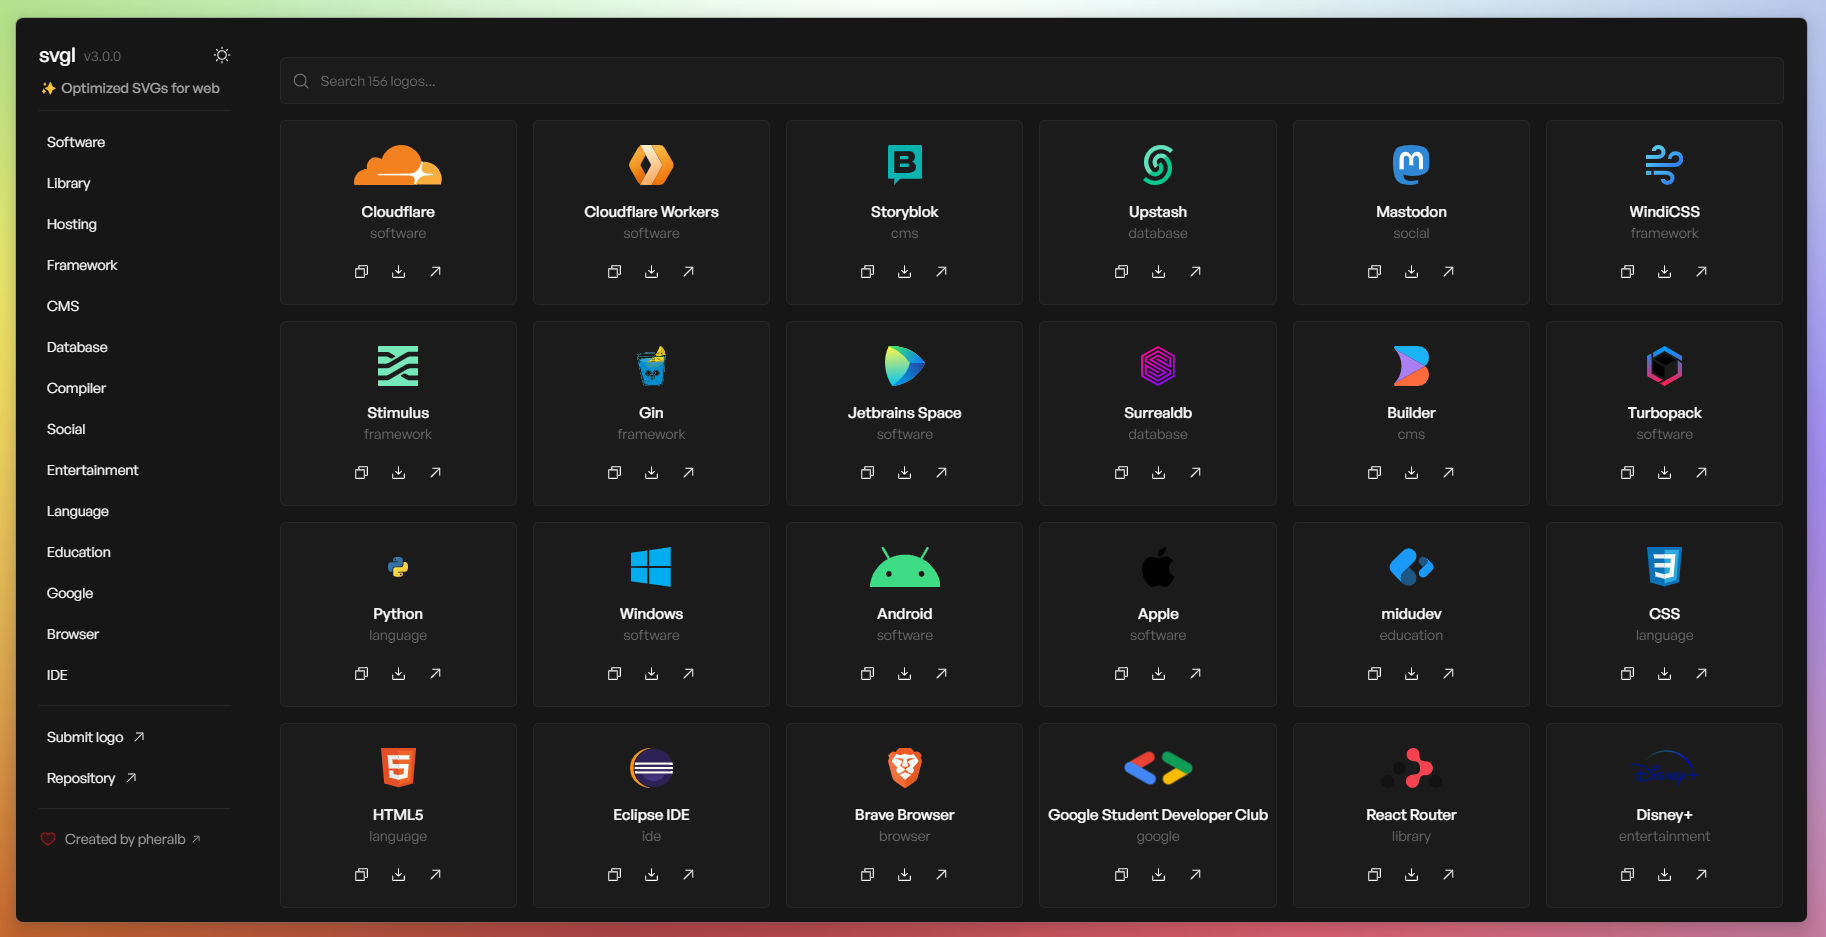 svgl v3.0.0
✨ Optimized SVGs for web
Software
Library
Hosting
Framework
CMS
Database
Compiler
Social
Entertainment
Language
Education
Google
Browser
IDE
Submit logo
Repository
Created by pheralb
Search 156 logos...
Cloudflare
software
Cloudflare Workers
software
B
Storyblok
cms
Upstash
database
m
Mastodon
social
WindiCSS
framework
Stimulus
framework
Gin
framework
Jetbrains Space
software
Surrealdb
database
Builder
cms
Turbopack
software
Python
language
Windows
software
Android
software
Apple
software
midudev
education
3
CSS
language
5
HTML5
language
Eclipse IDE
ide
Brave Browser
browser
Google Student Developer Club
google
React Router
library
Disney+
Disney+
entertainment